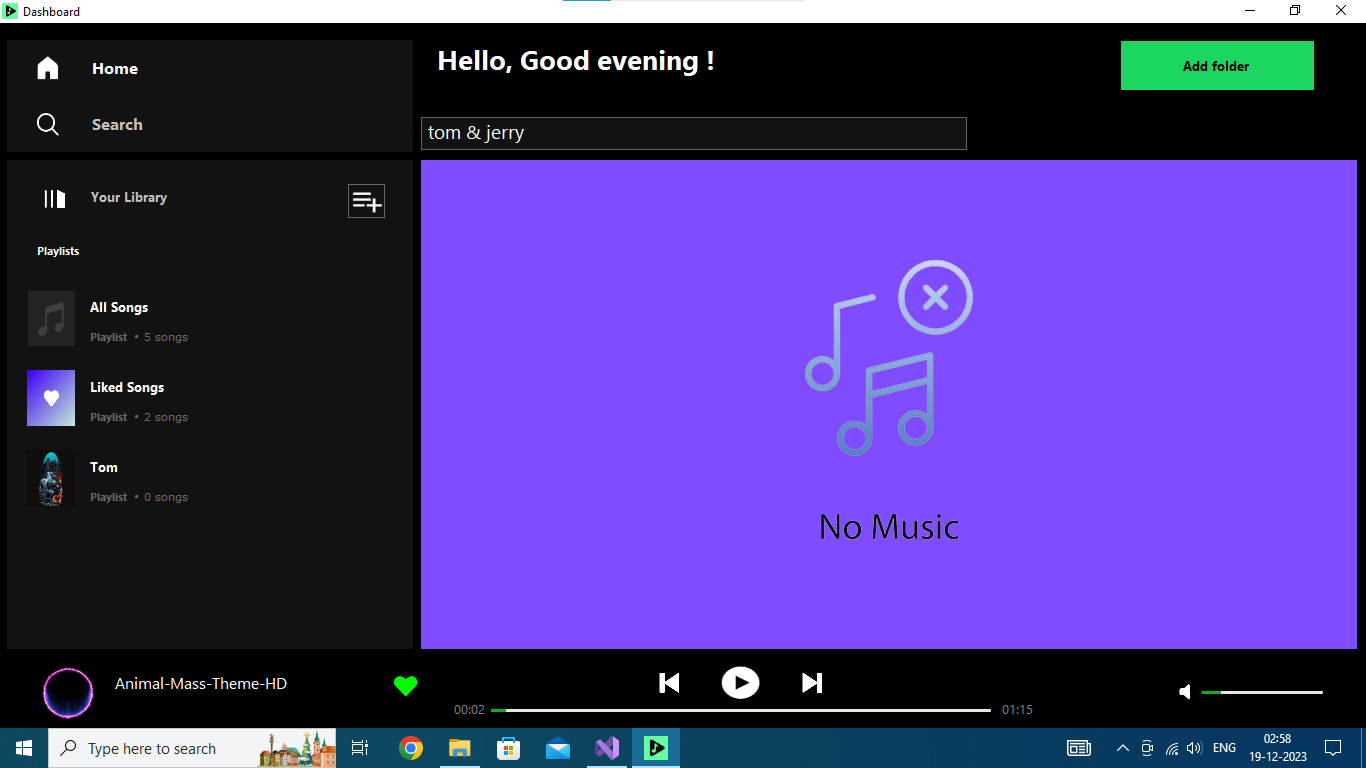 Dashboard
Home
Search
Hello, Good evening !
Add folder
tom & jerry
Your Library
Playlists
All Songs
Playlist • 5 songs
Liked Songs
Playlist • 2 songs
Tom
Playlist • 0 songs
No Music
Animal-Mass-Theme-HD
00:02
01:15
Type here to search
ENG
02:58
19-12-2023